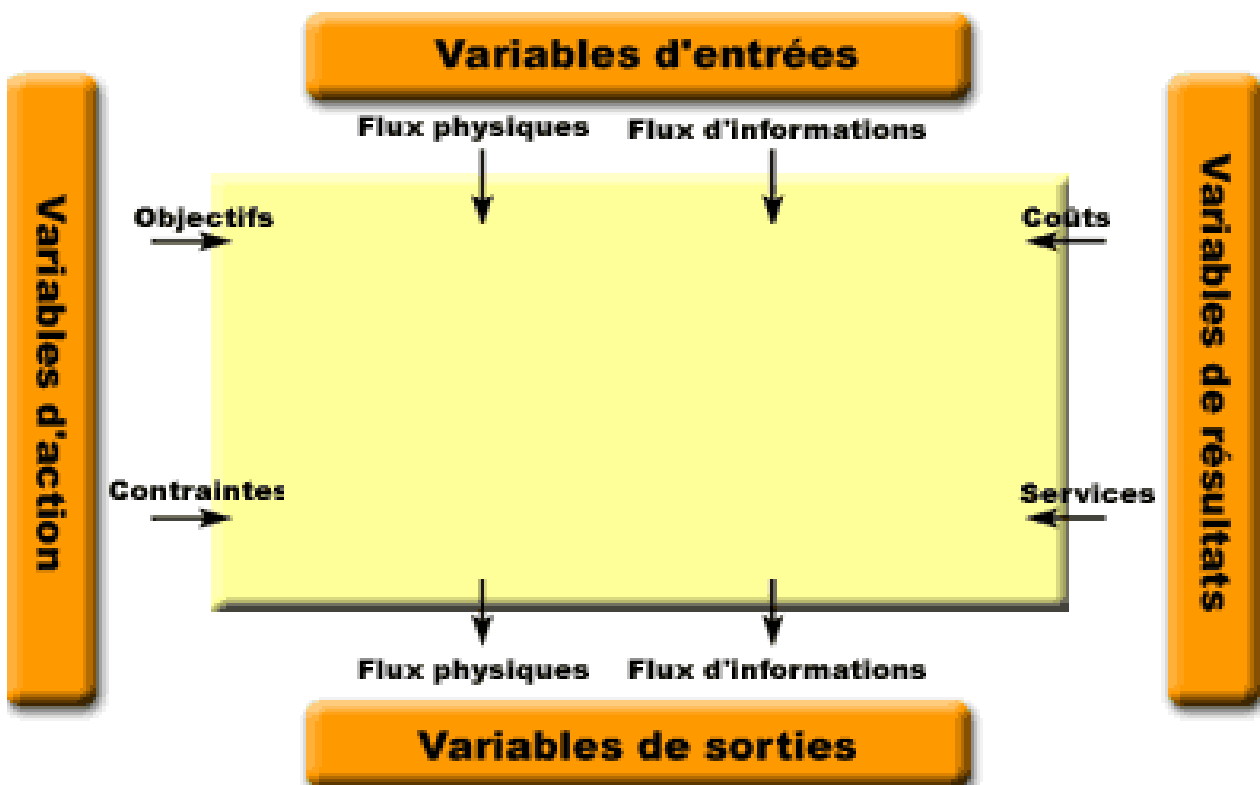 Variables d'entrées
Flux physiques
Flux d'informations
Variables d'action
Objectifs
Coûts
Variables de résultats
Contraintes
Services
Flux physiques
Flux d'informations
Variables de sorties